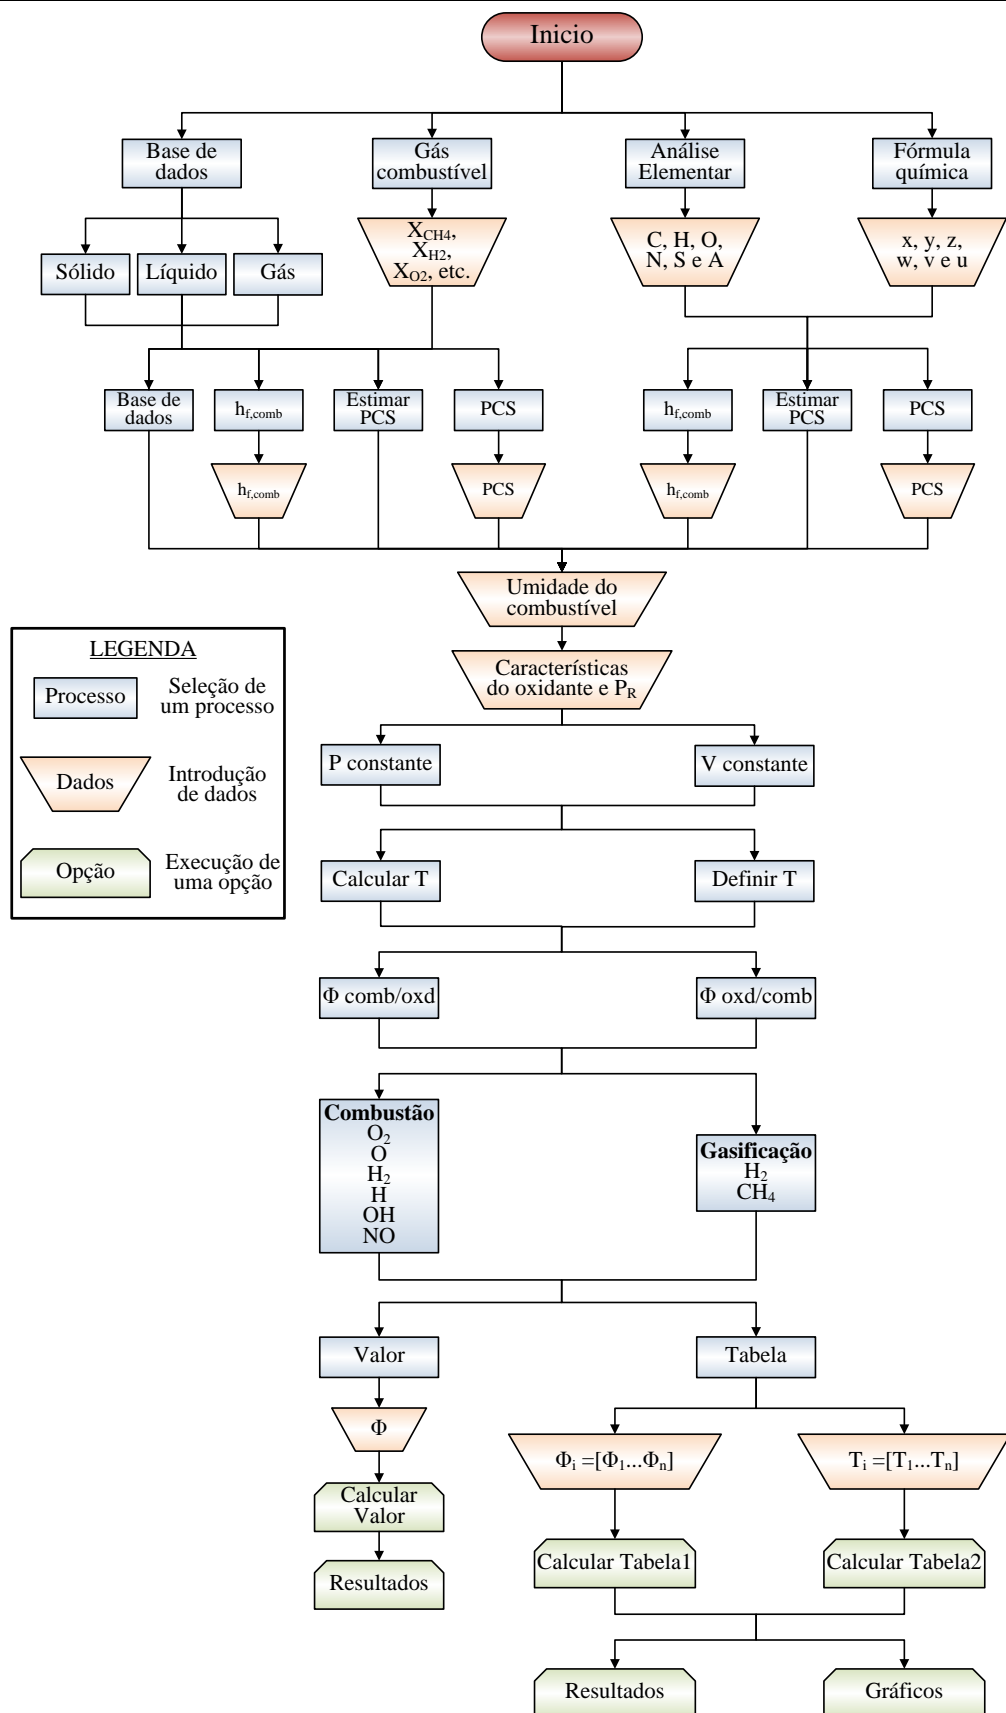 Inicio
Base de
dados
Gás
combustível
Análise
Elementar
Fórmula
química
X_CH4,
X_H2,
X_O2, etc.
C, H, O,
N, S e A
x, y, z,
w, v e u
Sólido
Líquido
Gás
Base de
dados
h_f,comb
Estimar
PCS
PCS
h_f,comb
Estimar
PCS
PCS
h_f,comb
PCS
h_f,comb
PCS
Umidade do
combustível
Características
do oxidante e P_R
LEGENDA
Processo
Seleção de
um processo
Dados
Introdução
de dados
Opção
Execução de
uma opção
P constante
V constante
Calcular T
Definir T
Φ comb/oxd
Φ oxd/comb
Combustão
O₂
O
H₂
H
OH
NO
Gasificação
H₂
CH₄
Valor
Tabela
Φ
Φ_i =[Φ₁...Φ_n]
T_i =[T₁...T_n]
Calcular
Valor
Calcular Tabela1
Calcular Tabela2
Resultados
Resultados
Gráficos